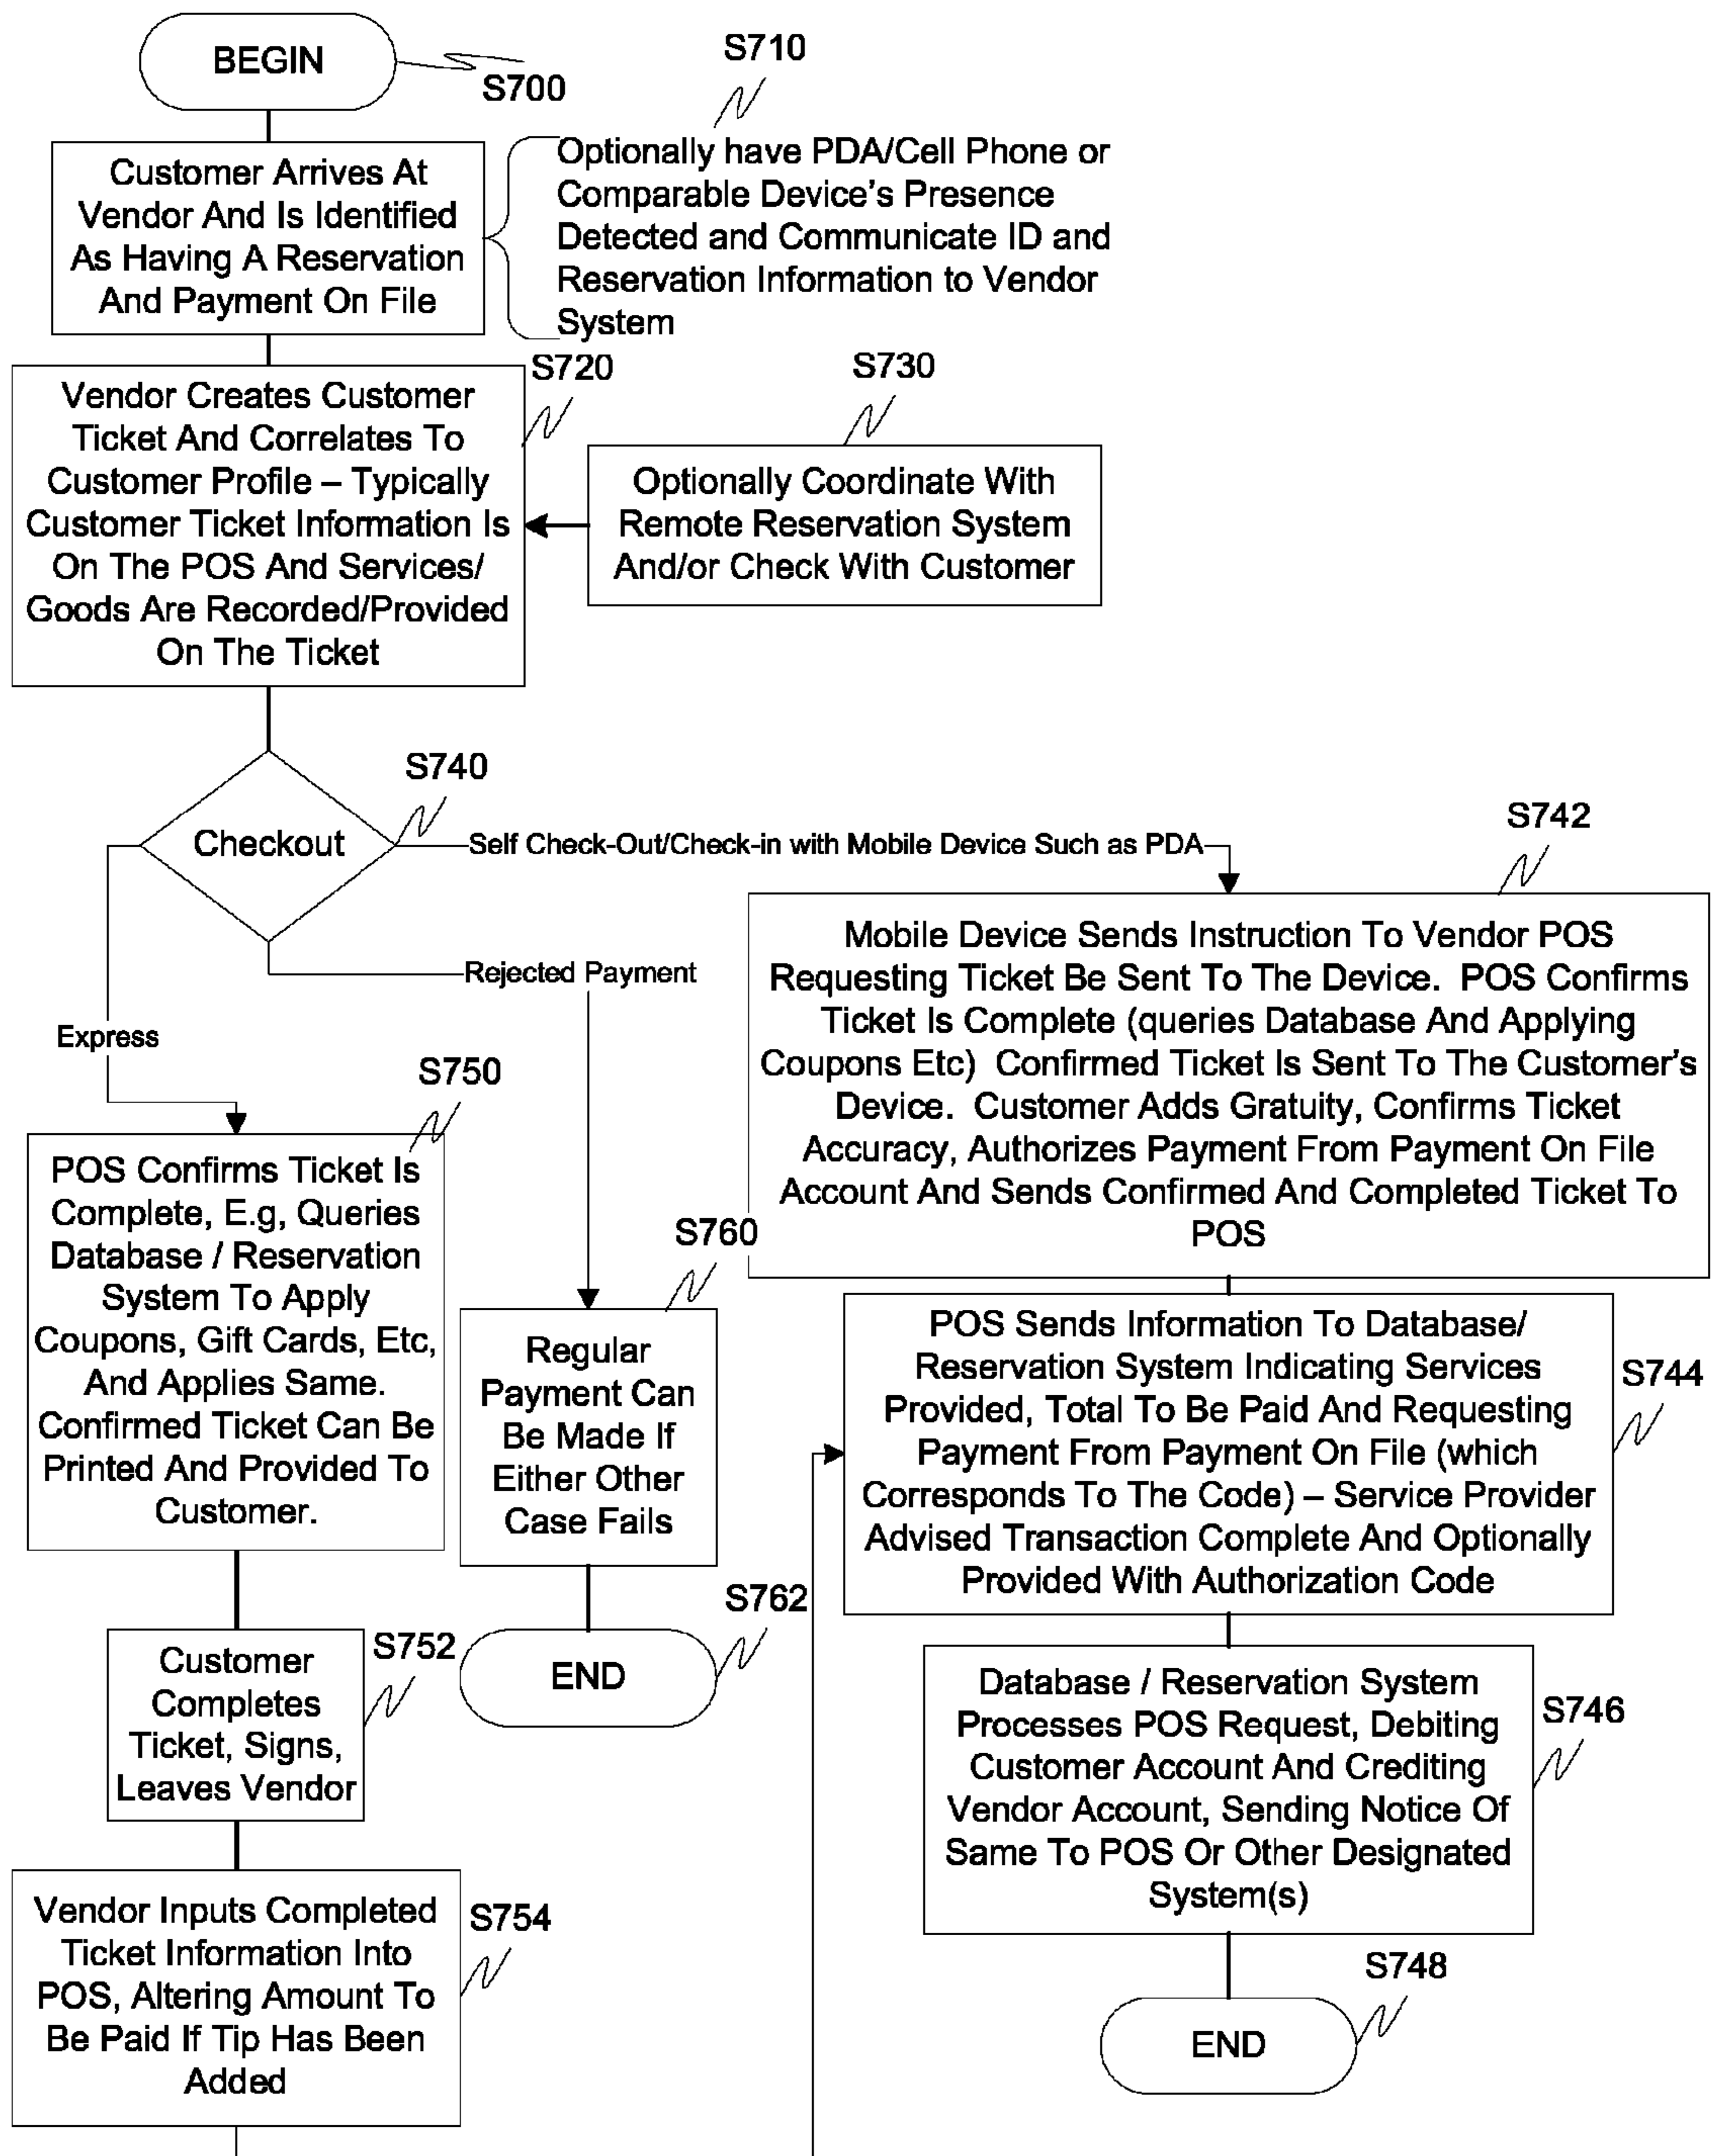 BEGIN
S700
S710
Customer Arrives At
Vendor And Is Identified
As Having A Reservation
And Payment On File
Optionally have PDA/Cell Phone or
Comparable Device's Presence
Detected and Communicate ID and
Reservation Information to Vendor
System
S720
Vendor Creates Customer
Ticket And Correlates To
Customer Profile – Typically
Customer Ticket Information Is
On The POS And Services/
Goods Are Recorded/Provided
On The Ticket
S730
Optionally Coordinate With
Remote Reservation System
And/or Check With Customer
S740
Checkout
Self Check-Out/Check-in with Mobile Device Such as PDA
Rejected Payment
Express
S742
Mobile Device Sends Instruction To Vendor POS
Requesting Ticket Be Sent To The Device. POS Confirms
Ticket Is Complete (queries Database And Applying
Coupons Etc) Confirmed Ticket Is Sent To The Customer's
Device. Customer Adds Gratuity, Confirms Ticket
Accuracy, Authorizes Payment From Payment On File
Account And Sends Confirmed And Completed Ticket To
POS
S750
POS Confirms Ticket Is
Complete, E.g, Queries
Database / Reservation
System To Apply
Coupons, Gift Cards, Etc,
And Applies Same.
Confirmed Ticket Can Be
Printed And Provided To
Customer.
S760
Regular
Payment Can
Be Made If
Either Other
Case Fails
S744
POS Sends Information To Database/
Reservation System Indicating Services
Provided, Total To Be Paid And Requesting
Payment From Payment On File (which
Corresponds To The Code) – Service Provider
Advised Transaction Complete And Optionally
Provided With Authorization Code
S752
Customer
Completes
Ticket, Signs,
Leaves Vendor
S762
END
S746
Database / Reservation System
Processes POS Request, Debiting
Customer Account And Crediting
Vendor Account, Sending Notice Of
Same To POS Or Other Designated
System(s)
S754
Vendor Inputs Completed
Ticket Information Into
POS, Altering Amount To
Be Paid If Tip Has Been
Added
S748
END